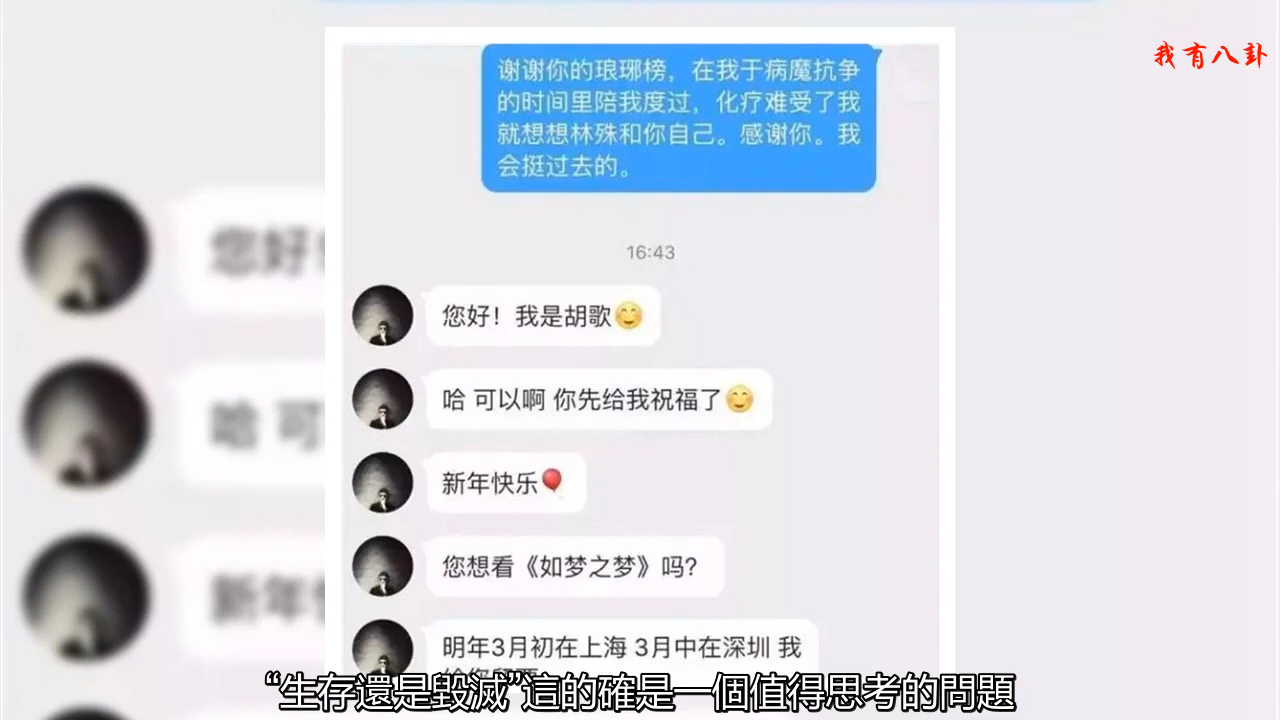 我有八卦
谢谢你的琅琊榜，在我于病魔抗争
的时间里陪我度过，化疗难受了我
就想想林殊和你自己。感谢你。我
会挺过去的。
16:43
您好！我是胡歌😊
哈 可以啊 你先给我祝福了😊
新年快乐🎈
您想看《如梦之梦》吗？
明年3月初在上海 3月中在深圳 我
您好!
哈 可
新年
“生存還是毀滅”這的確是一個值得思考的問題